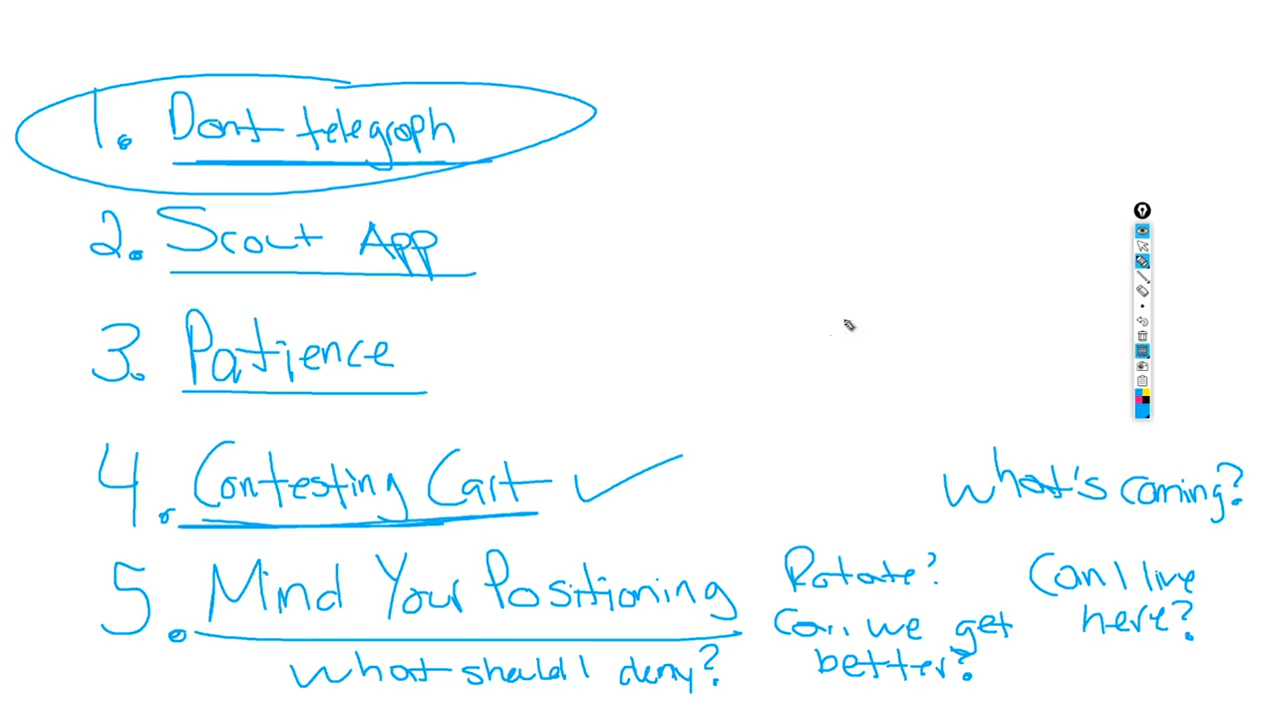 1. Dont telegraph
2. Scout App
3. Patience
4. Contesting Cart
What's coming?
5. Mind Your Positioning
What should I deny?
Rotate?
Can we get
better?
Can I live
here?